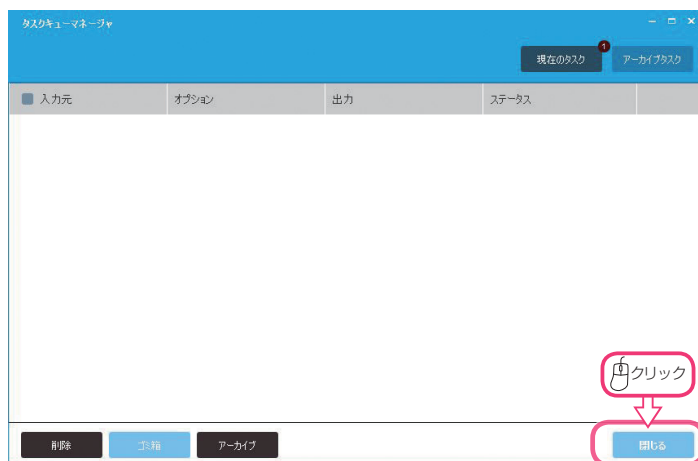 タスクキューマネージャ
現在のタスク 1 アーカイブタスク
入力元 オプション 出力 ステータス
クリック
削除 ゴミ箱 アーカイブ 閉じる